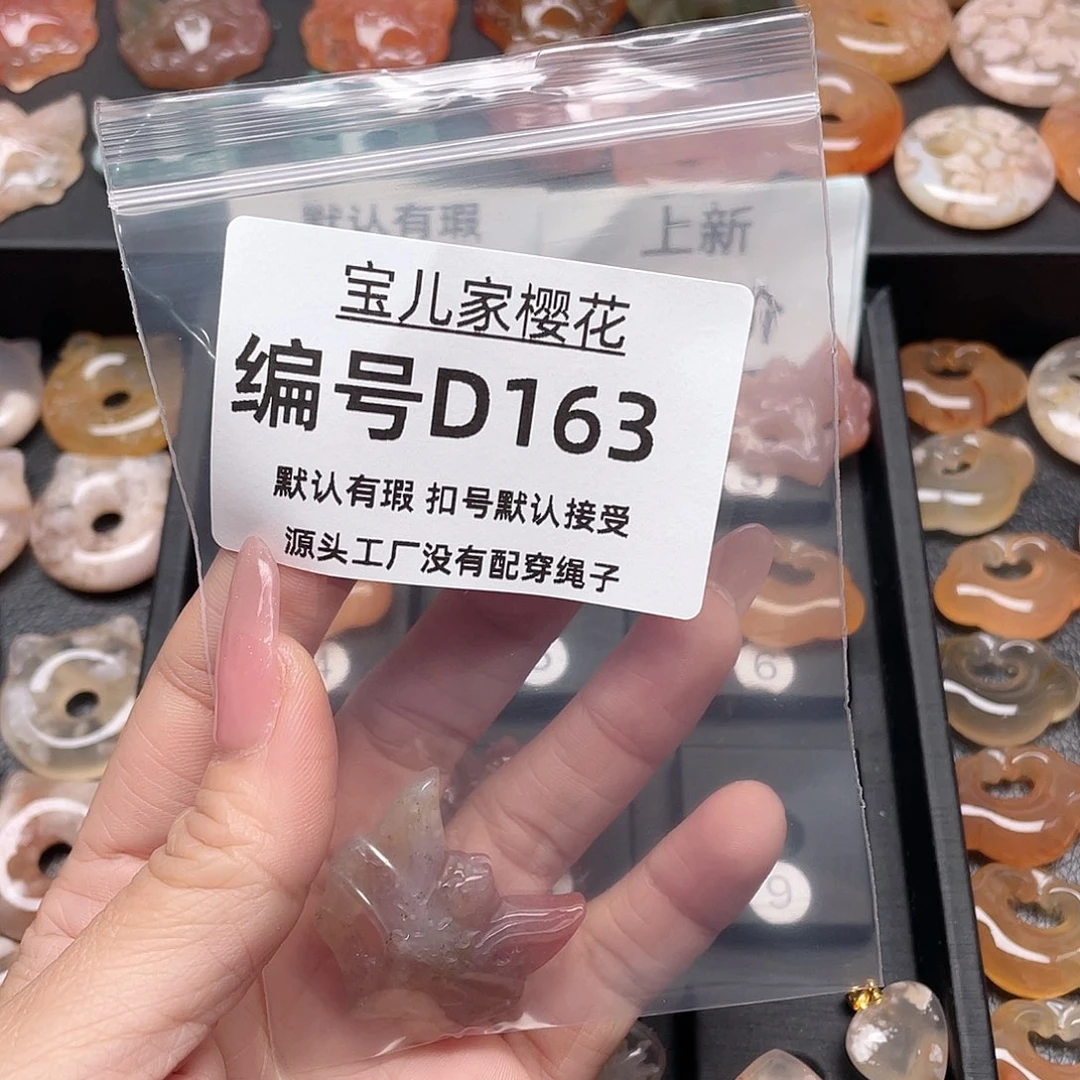 默认有瑕
上新
宝儿家樱花
编号D163
默认有瑕 扣号默认接受
源头工厂没有配穿绳子
6
9